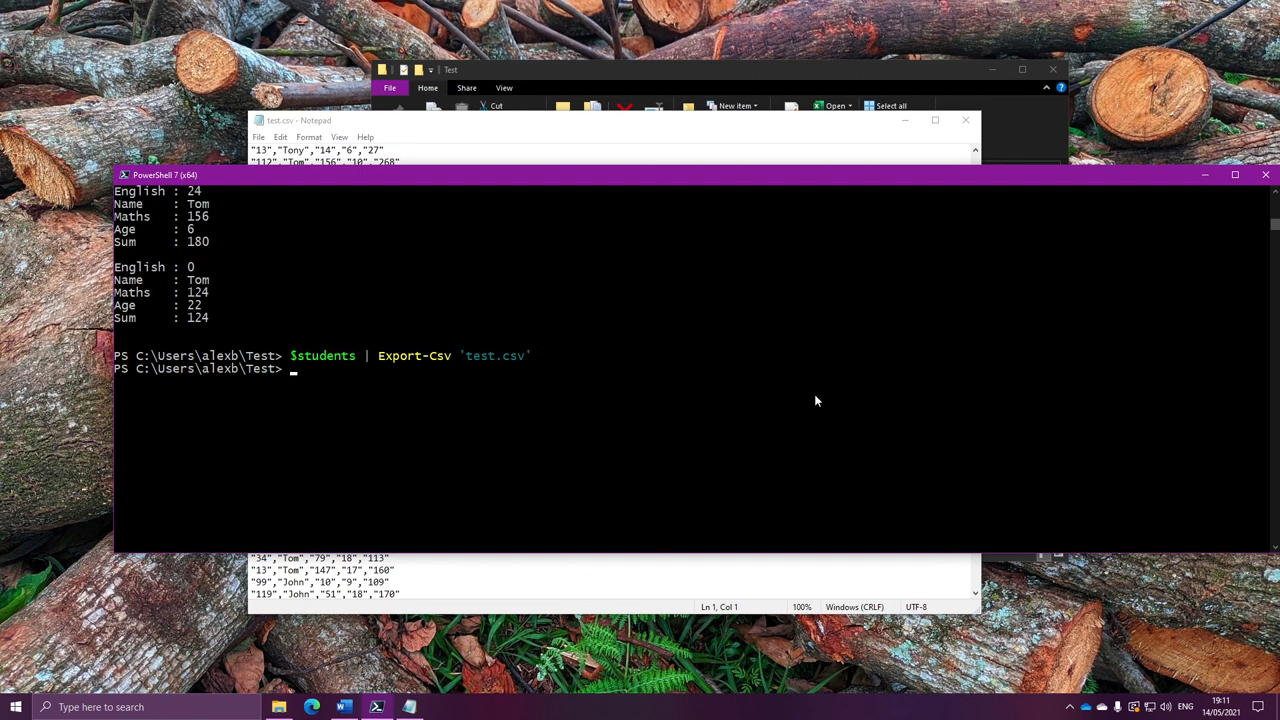 Test
File Home Share View
Cut New item Open Select all
test.csv - Notepad
File Edit Format View Help
"13","Tony","14","6","27"
"112","Tom","156","10","268"
PowerShell 7 (x64)
English : 24
Name : Tom
Maths : 156
Age : 6
Sum : 180
English : 0
Name : Tom
Maths : 124
Age : 22
Sum : 124
PS C:\Users\alexb\Test> $students | Export-Csv 'test.csv'
PS C:\Users\alexb\Test>
"34","Tom","79","18","113"
"13","Tom","147","17","160"
"99","John","10","9","109"
"119","John","51","18","170"
Ln 1, Col 1 100% Windows (CRLF) UTF-8
Type here to search
ENG
19:11
14/05/2021